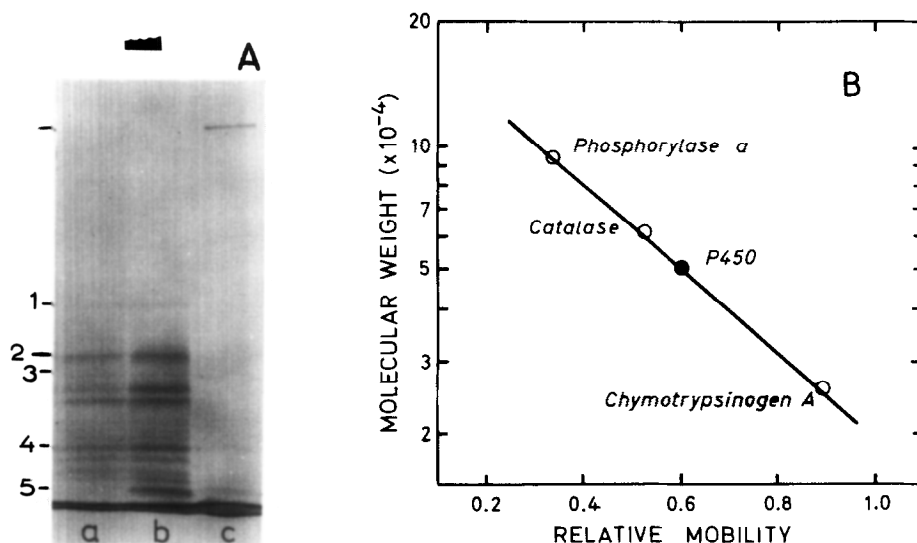 A
1-
2-
3-
4-
5-
a b c
B
MOLECULAR WEIGHT (x10⁻⁴)
20
10
7
5
3
2
Phosphorylase a
Catalase
P450
Chymotrypsinogen A
0.2 0.4 0.6 0.8 1.0
RELATIVE MOBILITY